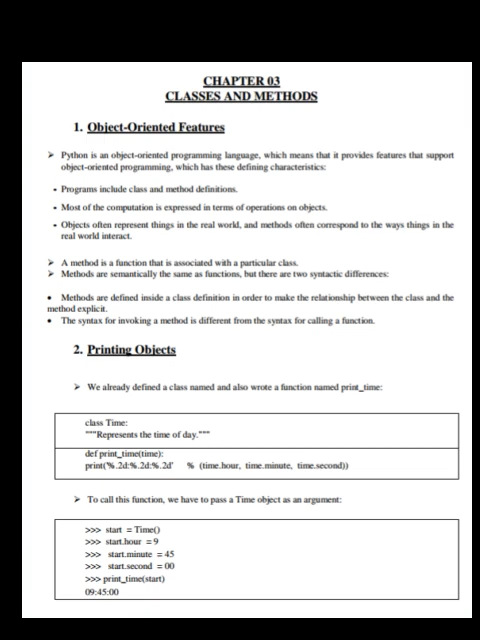 CHAPTER 03
CLASSES AND METHODS
1. Object-Oriented Features
➢ Python is an object-oriented programming language, which means that it provides features that support
object-oriented programming, which has these defining characteristics:
• Programs include class and method definitions.
• Most of the computation is expressed in terms of operations on objects.
• Objects often represent things in the real world, and methods often correspond to the ways things in the
real world interact.
➢ A method is a function that is associated with a particular class.
➢ Methods are semantically the same as functions, but there are two syntactic differences:
• Methods are defined inside a class definition in order to make the relationship between the class and the
method explicit.
• The syntax for invoking a method is different from the syntax for calling a function.
2. Printing Objects
➢ We already defined a class named and also wrote a function named print_time:
class Time:
"""Represents the time of day."""
def print_time(time):
print('%.2d:%.2d:%.2d' % (time.hour, time.minute, time.second))
➢ To call this function, we have to pass a Time object as an argument:
>>> start = Time()
>>> start.hour = 9
>>> start.minute = 45
>>> start.second = 00
>>> print_time(start)
09:45:00